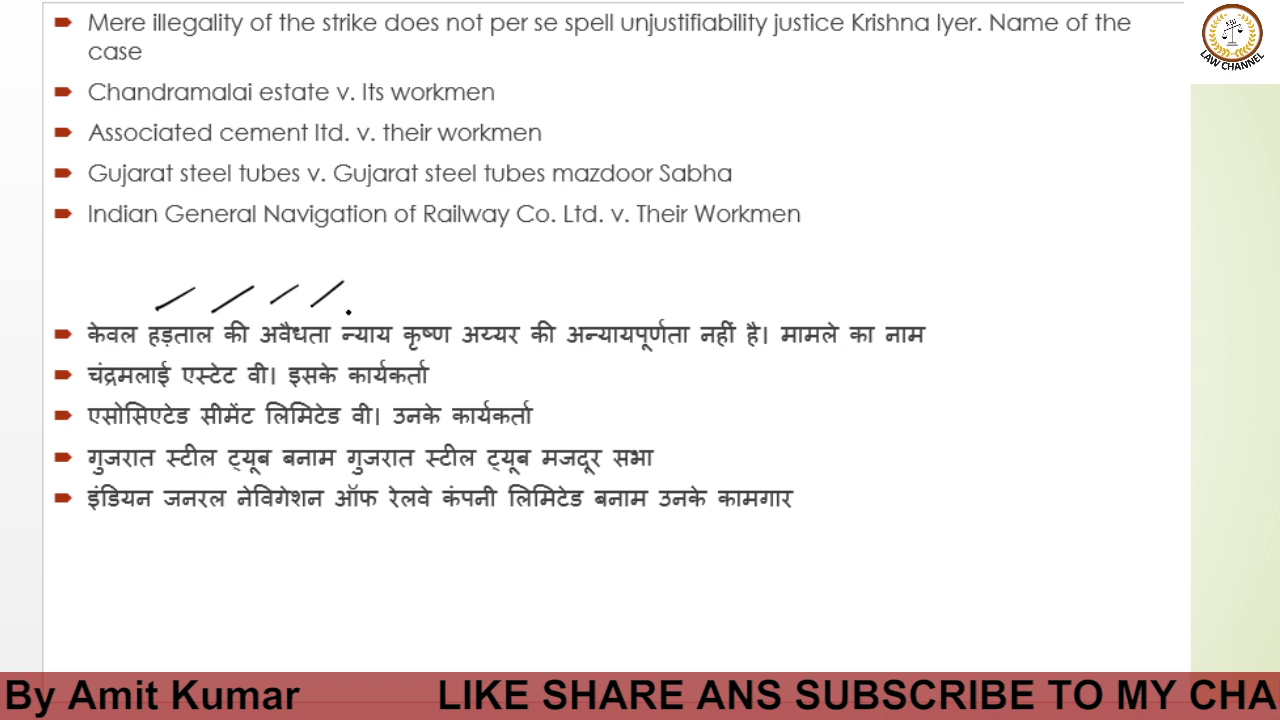 Mere illegality of the strike does not per se spell unjustifiability justice Krishna Iyer. Name of the
case
Chandramalai estate v. Its workmen
Associated cement ltd. v. their workmen
Gujarat steel tubes v. Gujarat steel tubes mazdoor Sabha
Indian General Navigation of Railway Co. Ltd. v. Their Workmen
केवल हड़ताल की अवैधता न्याय कृष्ण अय्यर की अन्यायपूर्णता नहीं है। मामले का नाम
चंद्रमलाई एस्टेट वी। इसके कार्यकर्ता
एसोसिएटेड सीमेंट लिमिटेड वी। उनके कार्यकर्ता
गुजरात स्टील ट्यूब बनाम गुजरात स्टील ट्यूब मजदूर सभा
इंडियन जनरल नेविगेशन ऑफ रेलवे कंपनी लिमिटेड बनाम उनके कामगार
LAW CHANNEL
By Amit Kumar LIKE SHARE ANS SUBSCRIBE TO MY CHA